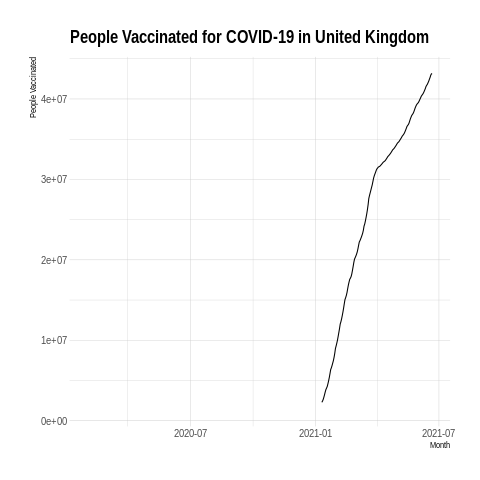 People Vaccinated for COVID-19 in United Kingdom
People Vaccinated
4e+07
3e+07
2e+07
1e+07
0e+00
2020-07
2021-01
2021-07
Month